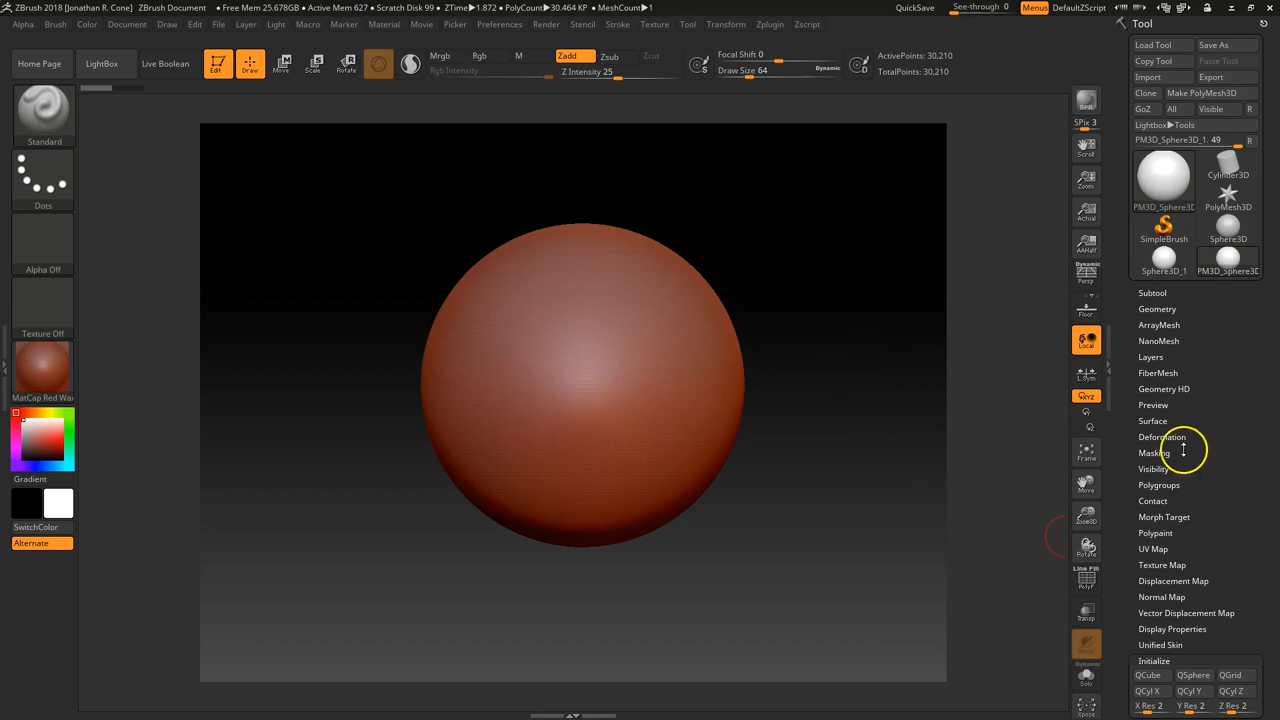 ZBrush 2018 [Jonathan R. Cone] ZBrush Document • Free Mem 25.678GB • Active Mem 627 • Scratch Disk 99 • ZTime▶1.872 • PolyCount▶30.464 KP • MeshCount▶1 QuickSave See-through 0 Menus DefaultZScript
Alpha Brush Color Document Draw Edit File Layer Light Macro Marker Material Movie Picker Preferences Render Stencil Stroke Texture Tool Transform Zplugin Zscript
Home Page LightBox Live Boolean
Edit Draw Move Scale Rotate
Mrgb Rgb M Zadd Zsub Zcut
Rgb Intensity Z Intensity 25
Focal Shift 0
Draw Size 64 Dynamic
S
D
ActivePoints: 30,210
TotalPoints: 30,210
Standard
Dots
Alpha Off
Texture Off
MatCap Red Wax
Gradient
SwitchColor
Alternate
BPR
SPix 3
Scroll
Zoom
Actual
AAHalf
Dynamic
Persp
Floor
Local
L.Sym
XYZ
Frame
Move
Zoom3D
Rotate
Line Fill
PolyF
Transp
Ghost
Dynamic
Solo
Xpose
Tool
Load Tool Save As
Copy Tool Paste Tool
Import Export
Clone Make PolyMesh3D
GoZ All Visible R
Lightbox▶Tools
PM3D_Sphere3D_1. 49 R
PM3D_Sphere3D
Cylinder3D
PolyMesh3D
SimpleBrush Sphere3D
Sphere3D_1 PM3D_Sphere3D
Subtool
Geometry
ArrayMesh
NanoMesh
Layers
FiberMesh
Geometry HD
Preview
Surface
Deformation
Masking
Visibility
Polygroups
Contact
Morph Target
Polypaint
UV Map
Texture Map
Displacement Map
Normal Map
Vector Displacement Map
Display Properties
Unified Skin
Initialize
QCube QSphere QGrid
QCyl X QCyl Y QCyl Z
X Res 2 Y Res 2 Z Res 2